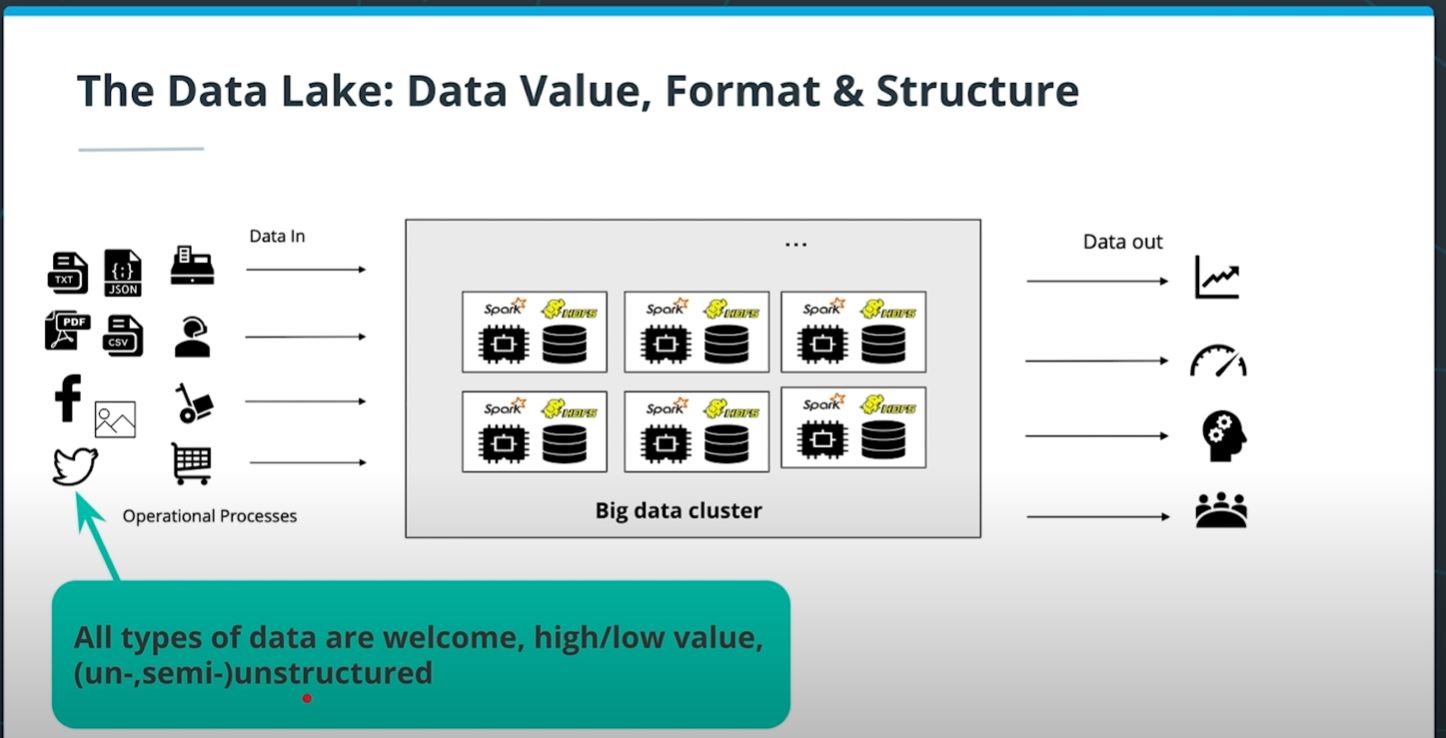 The Data Lake: Data Value, Format & Structure
Data In
...
Data out
TXT
JSON
PDF
CSV
Spark HDFS Spark HDFS Spark HDFS
Spark HDFS Spark HDFS Spark HDFS
Big data cluster
Operational Processes
All types of data are welcome, high/low value,
(un-,semi-)unstructured